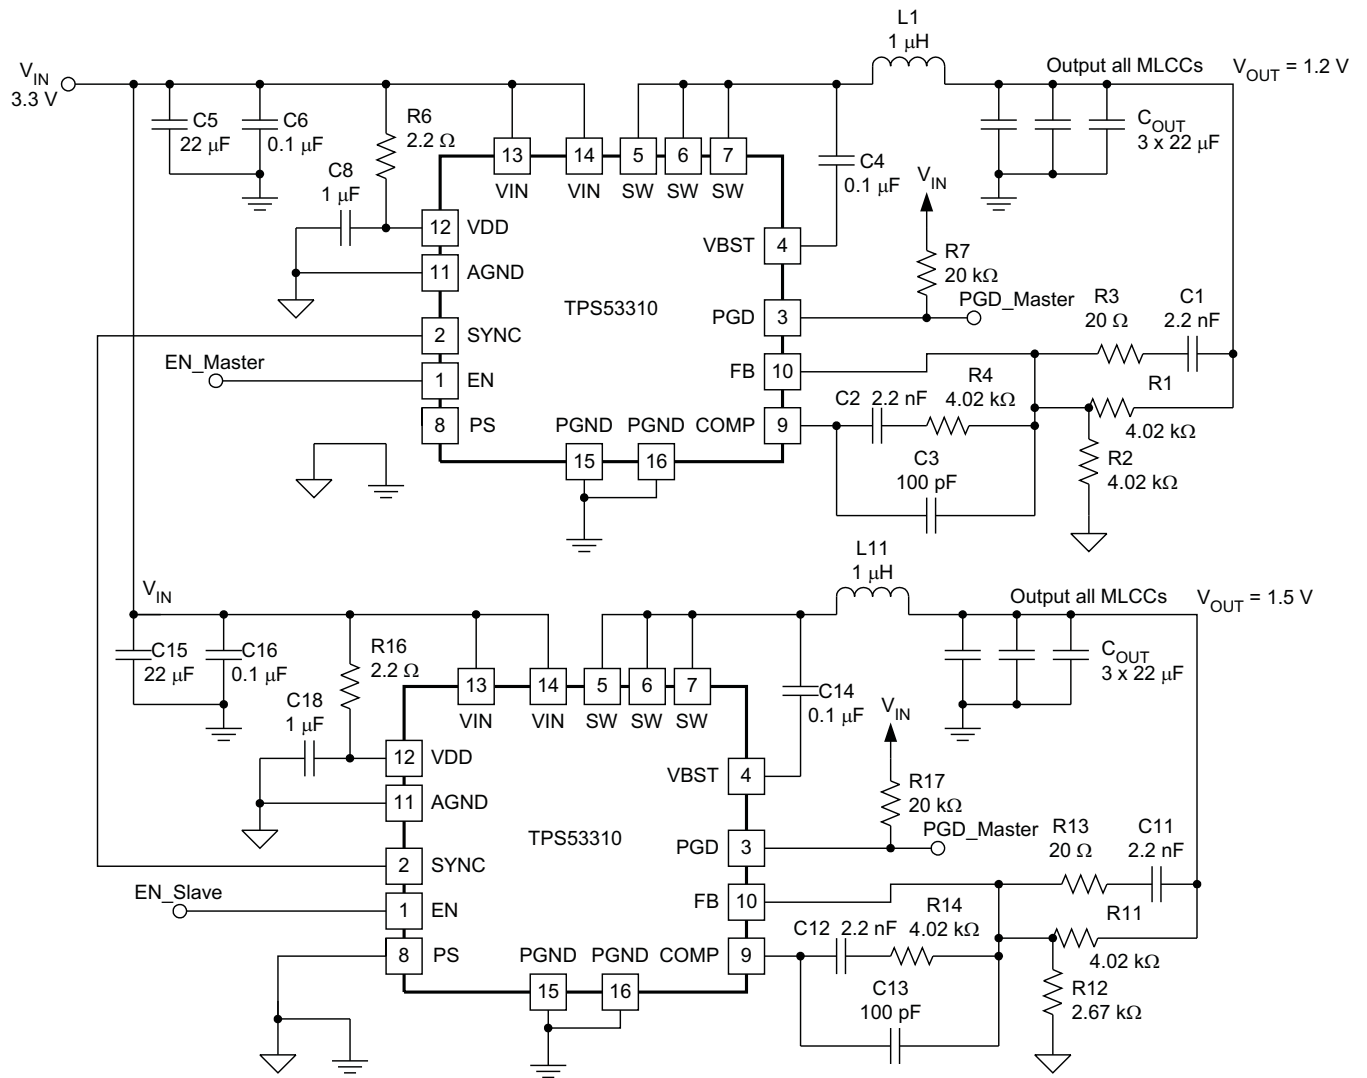 L1
1 μH
Output all MLCCs
VOUT = 1.2 V
VIN
3.3 V
C5
22 μF
C6
0.1 μF
R6
2.2 Ω
C8
1 μF
13
14
5
6
7
VIN
VIN
SW
SW
SW
C4
0.1 μF
COUT
3 x 22 μF
VIN
12
VDD
VBST
4
11
AGND
R7
20 kΩ
TPS53310
PGD
3
PGD_Master
R3
20 Ω
C1
2.2 nF
2
SYNC
EN_Master
1
EN
FB
10
8
PS
PGND
PGND
COMP
9
C2
2.2 nF
R4
4.02 kΩ
R1
4.02 kΩ
15
16
C3
100 pF
R2
4.02 kΩ
L11
1 μH
Output all MLCCs
VOUT = 1.5 V
VIN
C15
22 μF
C16
0.1 μF
R16
2.2 Ω
C18
1 μF
13
14
5
6
7
VIN
VIN
SW
SW
SW
C14
0.1 μF
COUT
3 x 22 μF
VIN
12
VDD
VBST
4
11
AGND
R17
20 kΩ
TPS53310
PGD
3
PGD_Master
R13
20 Ω
C11
2.2 nF
2
SYNC
EN_Slave
1
EN
FB
10
8
PS
PGND
PGND
COMP
9
C12
2.2 nF
R14
4.02 kΩ
R11
4.02 kΩ
15
16
C13
100 pF
R12
2.67 kΩ